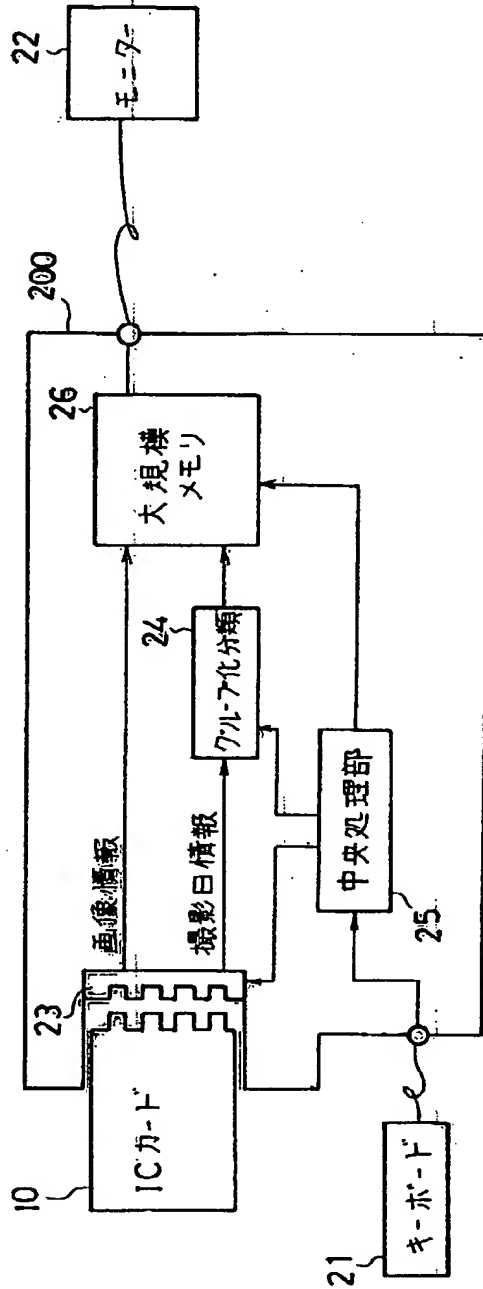 10
ICカード
23
画像情報
撮影日情報
24
グループ化分類
26
大規模
メモリ
200
22
モニター
中央処理部
25
21
キーボード